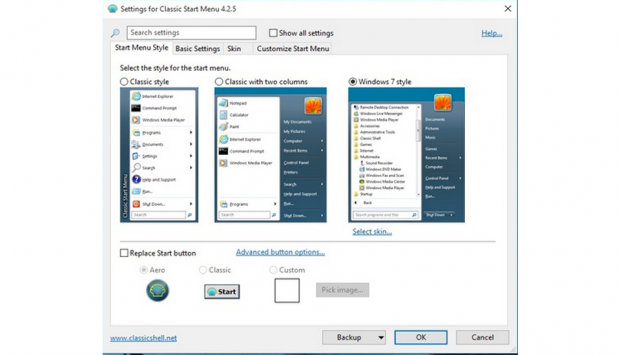 Settings for Classic Start Menu 4.2.5
Search settings
Show all settings
Help...
Start Menu Style Basic Settings Skin Customize Start Menu
Select the style for the start menu.
Classic style
Classic with two columns
Windows 7 style
Internet Explorer
Command Prompt
Windows Media Player
Programs
Documents
Settings
Search
Help and Support
Run...
Shut Down...
Search
Classic Start Menu
Notepad
Calculator
Paint
Internet Explorer
Command Prompt
Windows Media Player
Programs
Search
My Documents
My Pictures
Computer
Recent Items
Control Panel
Printers
Search
Help and Support
Run...
Shut Down...
Remote Desktop Connection
Windows Live Messenger
Windows Media Player
Accessories
Administrative Tools
Classic Shell
Games
Internet
Multimedia
Sound Recorder
Windows DVD Maker
Windows Fax and Scan
Windows Media Center
Windows Media Player
Startup
Back
Search programs and files
Documents
Pictures
Music
Games
Recent Items
Computer
Control Panel
Help and Support
Run...
Shut Down
Select skin...
Replace Start button
Advanced button options...
Aero
Classic
Custom
Start
Pick image...
www.classicshell.net
Backup
OK
Cancel